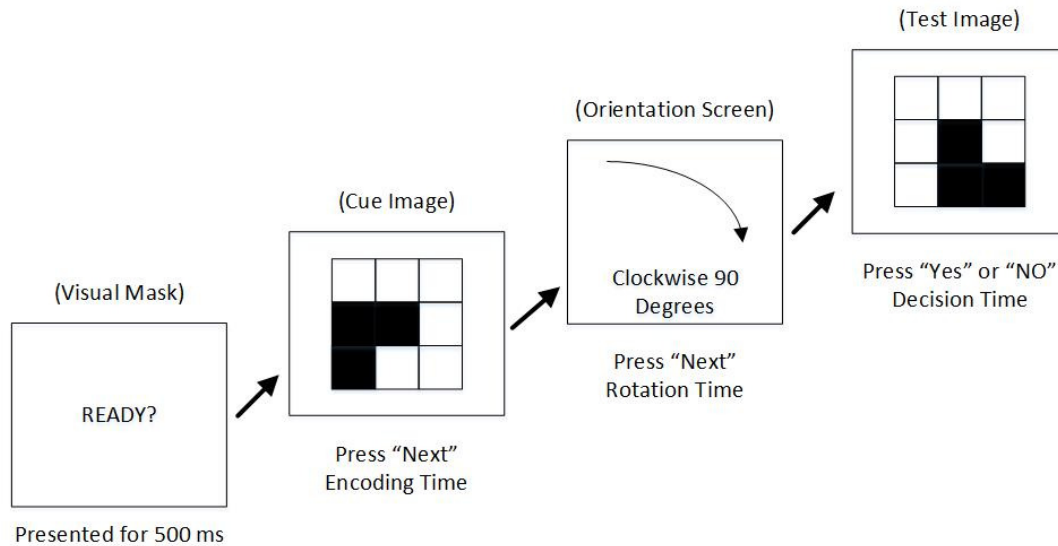 (Visual Mask)
READY?
Presented for 500 ms
(Cue Image)
Press “Next”
Encoding Time
(Orientation Screen)
Clockwise 90
Degrees
Press “Next”
Rotation Time
(Test Image)
Press “Yes” or “NO”
Decision Time